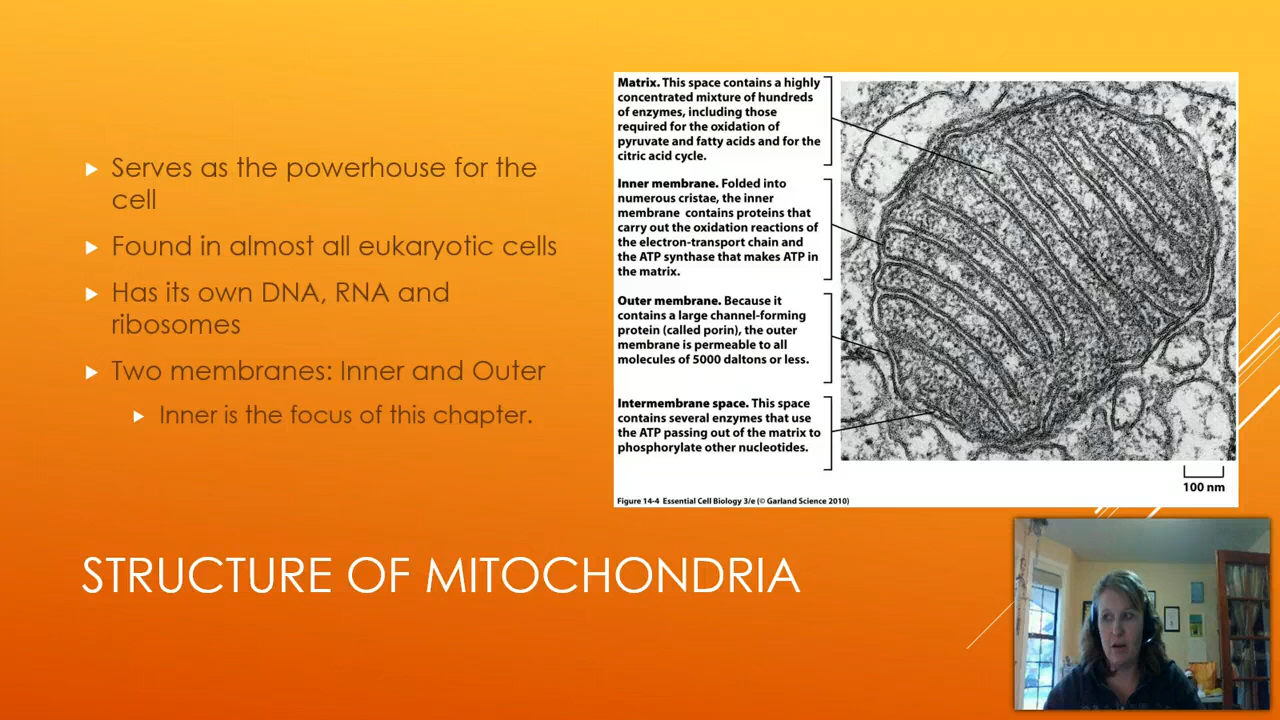 Serves as the powerhouse for the
cell
Found in almost all eukaryotic cells
Has its own DNA, RNA and
ribosomes
Two membranes: Inner and Outer
Inner is the focus of this chapter.
Matrix. This space contains a highly
concentrated mixture of hundreds
of enzymes, including those
required for the oxidation of
pyruvate and fatty acids and for the
citric acid cycle.
Inner membrane. Folded into
numerous cristae, the inner
membrane contains proteins that
carry out the oxidation reactions of
the electron-transport chain and
the ATP synthase that makes ATP in
the matrix.
Outer membrane. Because it
contains a large channel-forming
protein (called porin), the outer
membrane is permeable to all
molecules of 5000 daltons or less.
Intermembrane space. This space
contains several enzymes that use
the ATP passing out of the matrix to
phosphorylate other nucleotides.
100 nm
Figure 14-4 Essential Cell Biology 3/e (© Garland Science 2010)
STRUCTURE OF MITOCHONDRIA